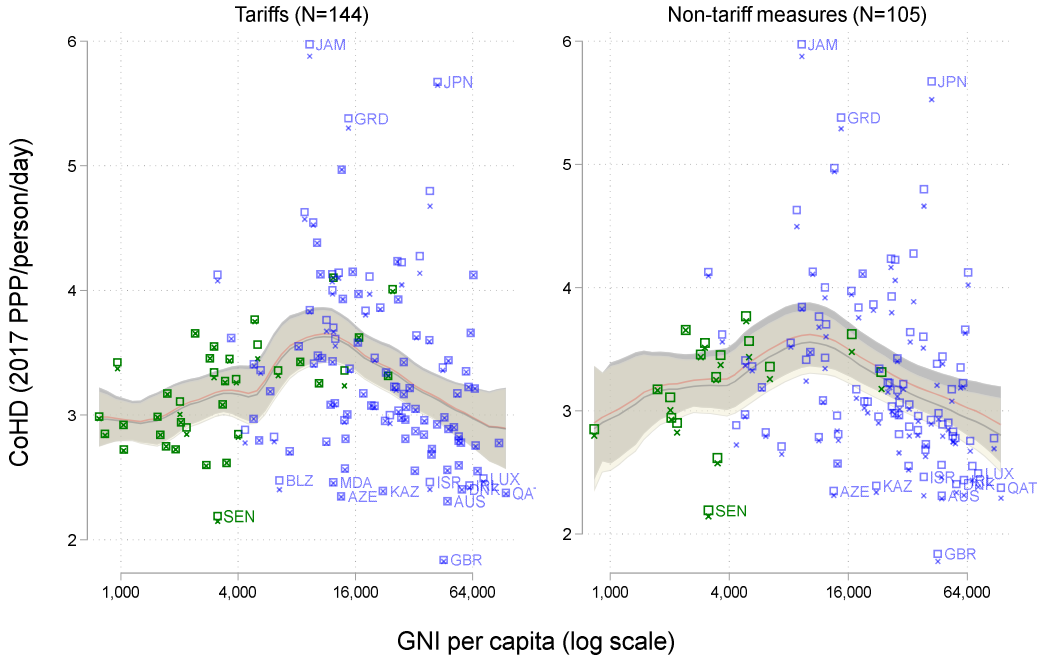 Tariffs (N=144)
Non-tariff measures (N=105)
CoHD (2017 PPP/person/day)
6
5
4
3
2
JAM
JPN
GRD
BLZ
MDA
AZE
KAZ
ISR
LUX
DNK
QAT
AUS
SEN
GBR
1,000
4,000
16,000
64,000
6
5
4
3
2
JAM
JPN
GRD
AZE
KAZ
ISR
LUX
DNK
QAT
AUS
SEN
GBR
1,000
4,000
16,000
64,000
GNI per capita (log scale)